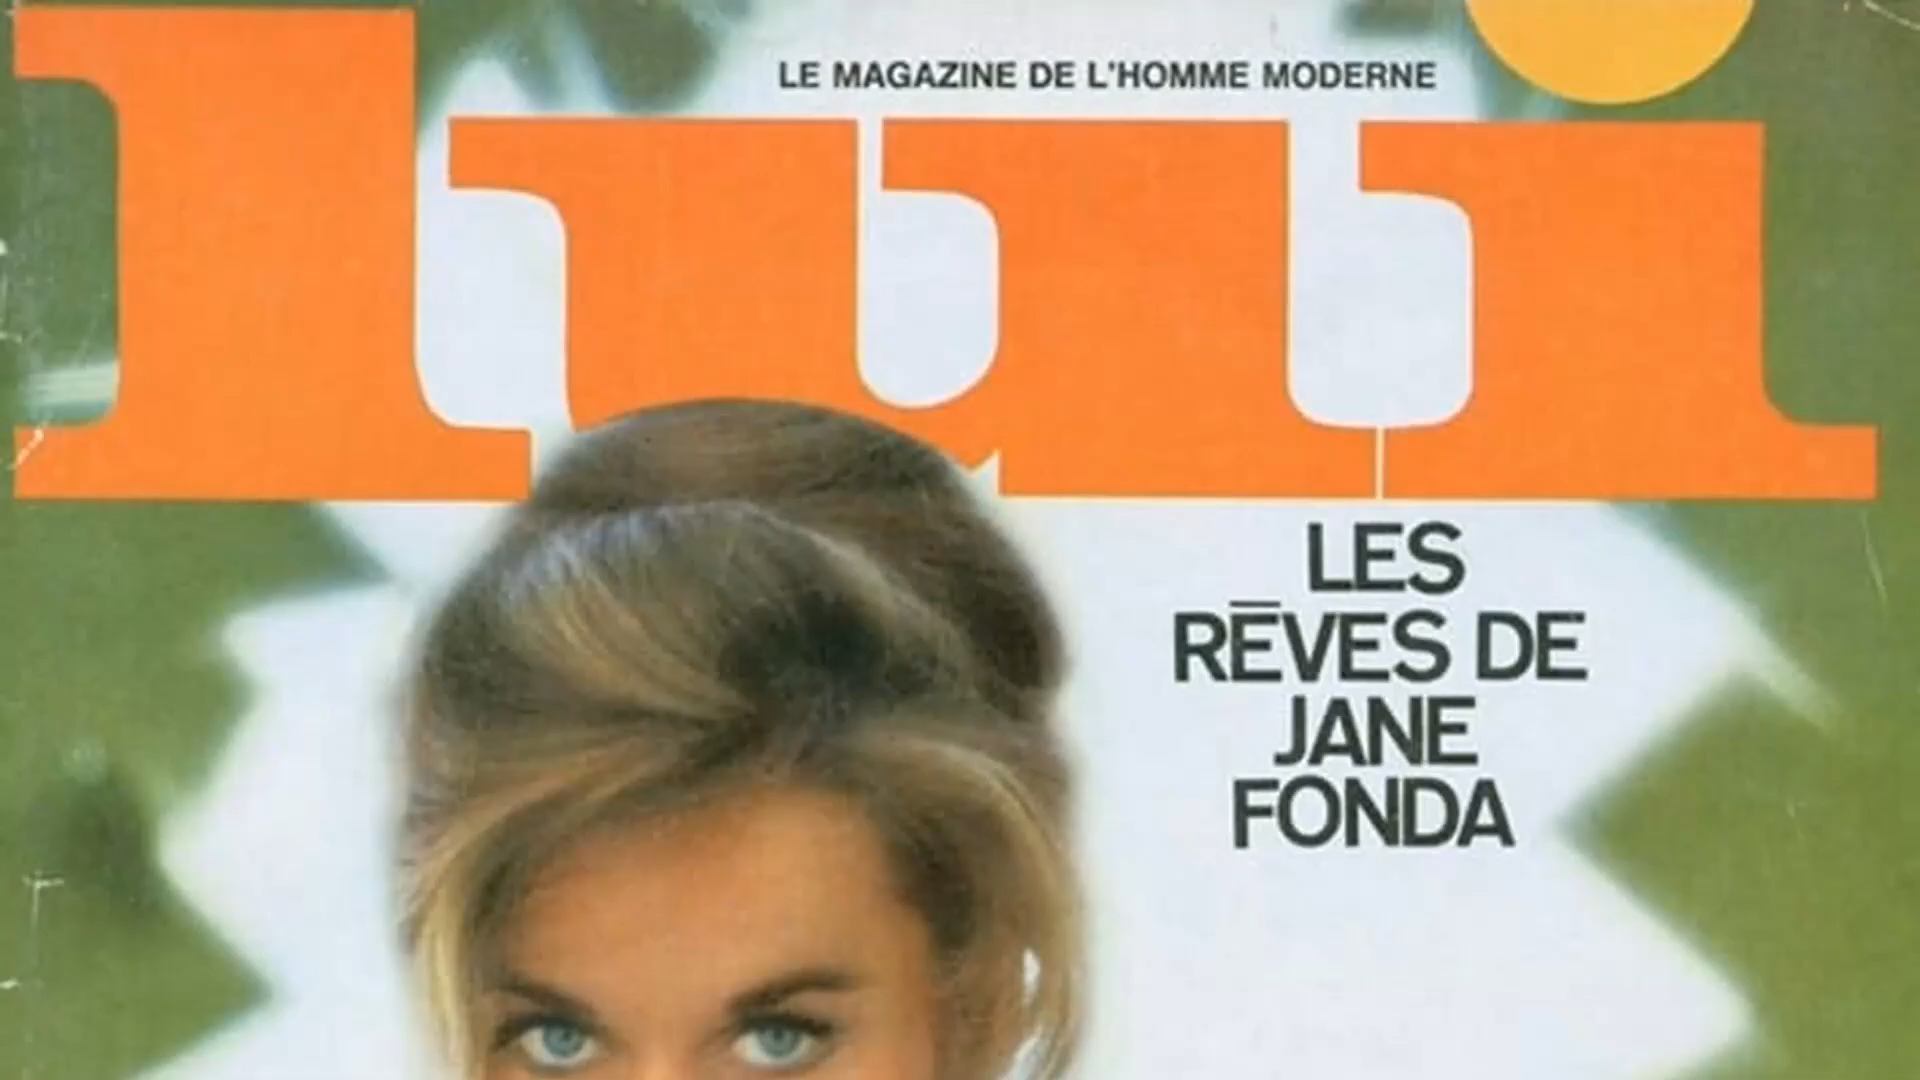 LE MAGAZINE DE L'HOMME MODERNE
lui
LES
RÊVES DE
JANE
FONDA